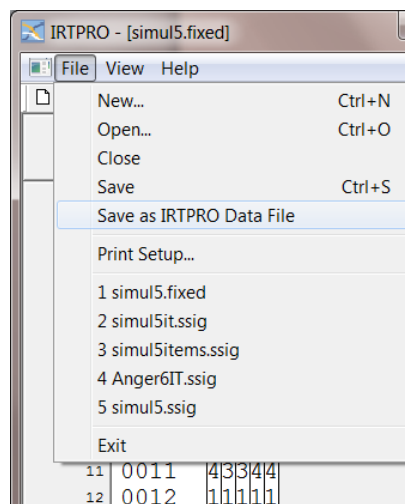 IRTPRO - [simul5.fixed]
File View Help
New... Ctrl+N
Open... Ctrl+O
Close
Save Ctrl+S
Save as IRTPRO Data File
Print Setup...
1 simul5.fixed
2 simul5it.ssig
3 simul5items.ssig
4 Anger6IT.ssig
5 simul5.ssig
Exit
11 0011 43344
12 0012 11111